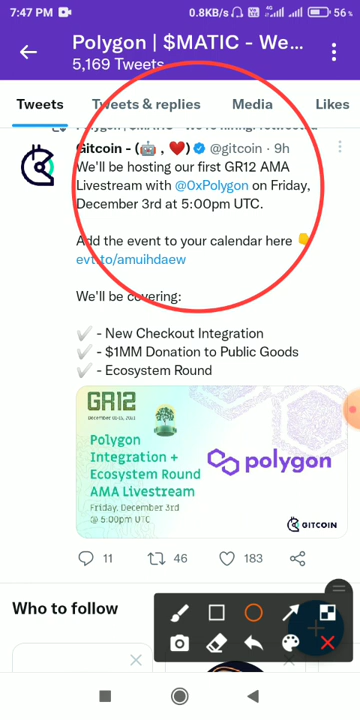 7:47 PM 0.8KB/s 4G 56%
Polygon | $MATIC - We...
5,169 Tweets
Tweets Tweets & replies Media Likes
Gitcoin - (🤖, ❤️) @gitcoin · 9h
We'll be hosting our first GR12 AMA
Livestream with @0xPolygon on Friday,
December 3rd at 5:00pm UTC.
Add the event to your calendar here 👇
evt.to/amuihdaew
We'll be covering:
✔️ - New Checkout Integration
✔️ - $1MM Donation to Public Goods
✔️ - Ecosystem Round
GR12
Polygon
Integration +
Ecosystem Round
AMA Livestream
Friday, December 3rd
@ 5:00pm UTC
polygon
GITCOIN
11 46 183
Who to follow